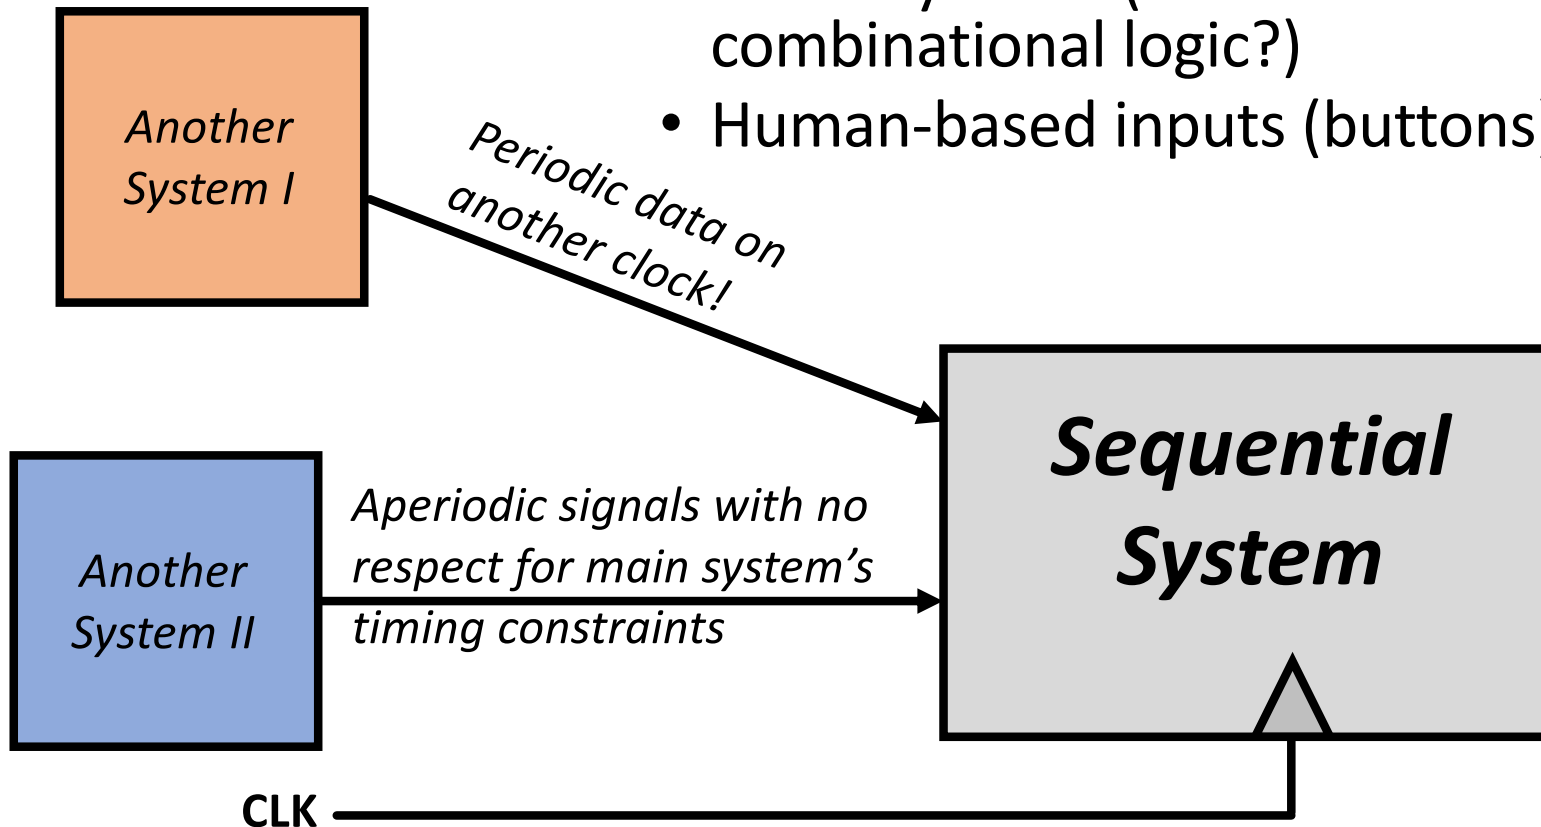 combinational logic?)
• Human-based inputs (buttons)
Another
System I
Periodic data on
another clock!
Sequential
System
Another
System II
Aperiodic signals with no
respect for main system's
timing constraints
CLK